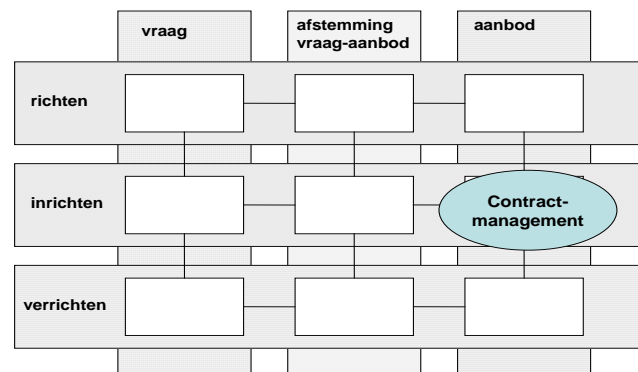 vraag
afstemming
vraag-aanbod
aanbod
richten
inrichten
Contract-
management
verrichten